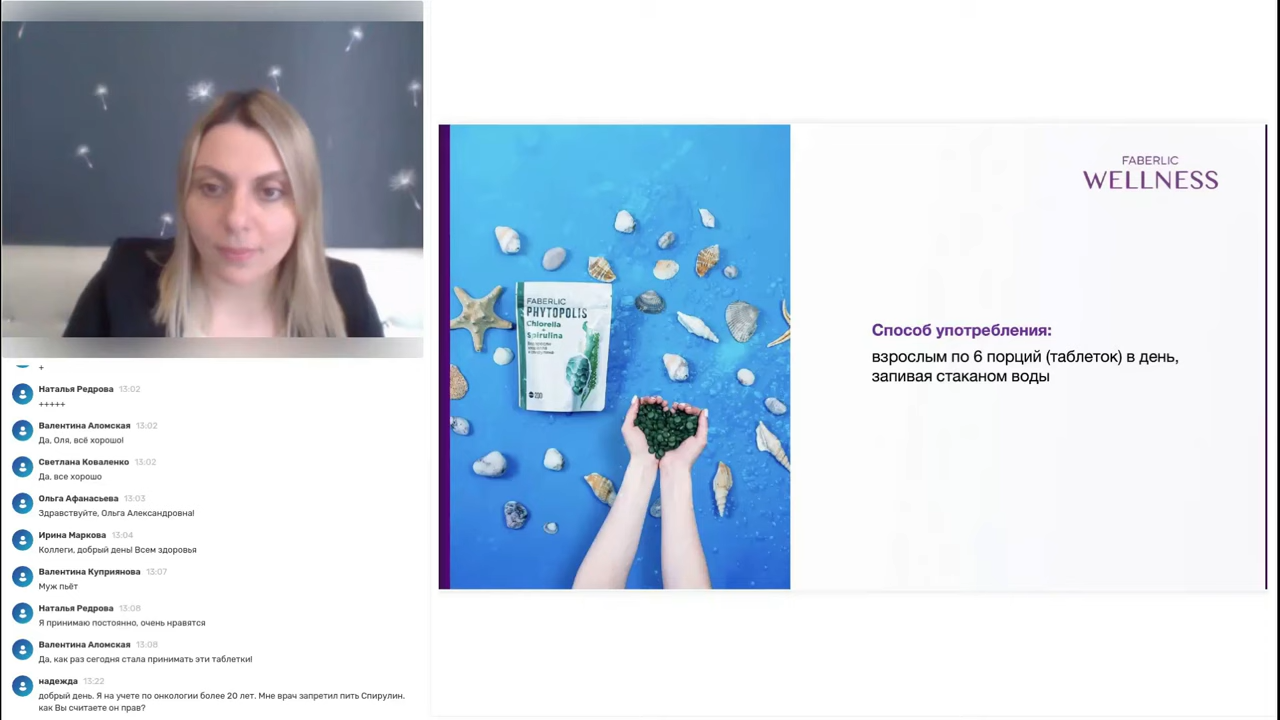 +
Наталья Редрова 13:02
+++++
Валентина Аломская 13:02
Да, Оля, всё хорошо!
Светлана Коваленко 13:02
Да, все хорошо
Ольга Афанасьева 13:03
Здравствуйте, Ольга Александровна!
Ирина Маркова 13:04
Коллеги, добрый день! Всем здоровья
Валентина Куприянова 13:07
Муж пьёт
Наталья Редрова 13:08
Я принимаю постоянно, очень нравятся
Валентина Аломская 13:08
Да, как раз сегодня стала принимать эти таблетки!
надежда 13:22
добрый день. Я на учете по онкологии более 20 лет. Мне врач запретил пить Спирулин.
как Вы считаете он прав?
FABERLIC
PHYTOPOLIS
Chlorella
Spirulina
FABERLIC
WELLNESS
Способ употребления:
взрослым по 6 порций (таблеток) в день,
запивая стаканом воды